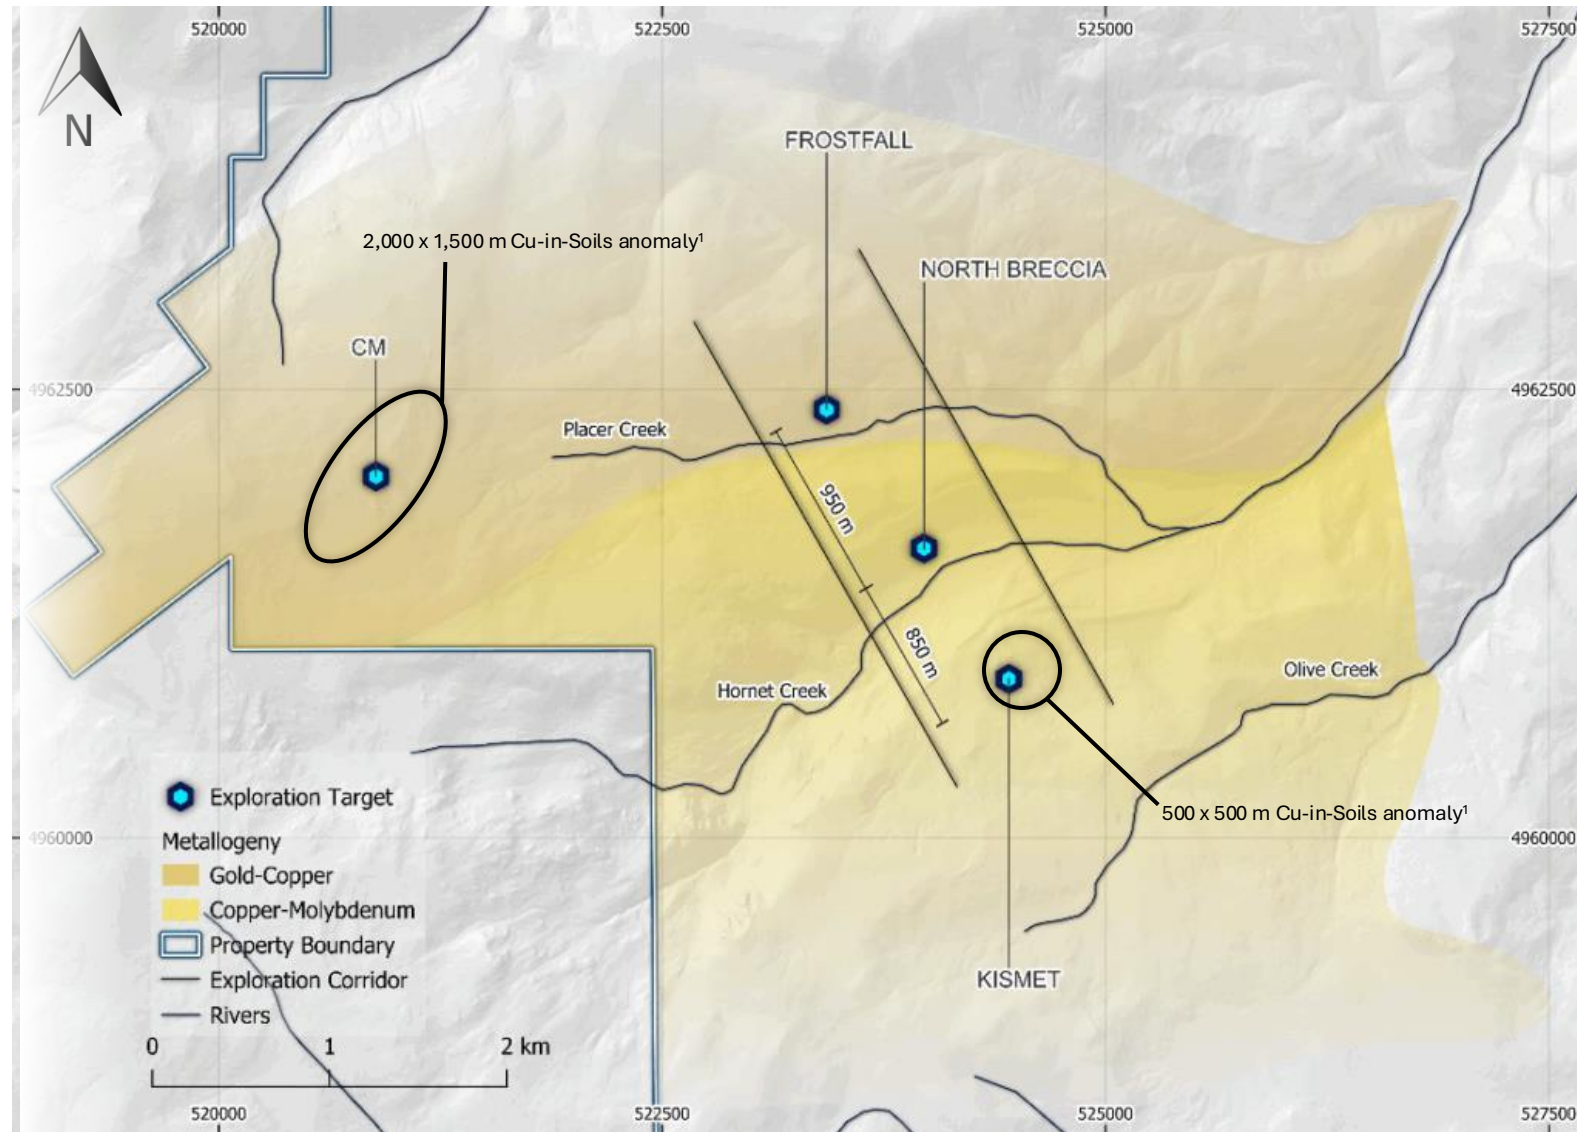 520000
522500
525000
527500
N
FROSTFALL
2,000 x 1,500 m Cu-in-Soils anomaly¹
NORTH BRECCIA
CM
4962500
4962500
Placer Creek
950 m
850 m
Olive Creek
Hornet Creek
Exploration Target
500 x 500 m Cu-in-Soils anomaly¹
Metallogeny
4960000
4960000
Gold-Copper
Copper-Molybdenum
Property Boundary
Exploration Corridor
KISMET
Rivers
0 1 2 km
520000
522500
525000
527500